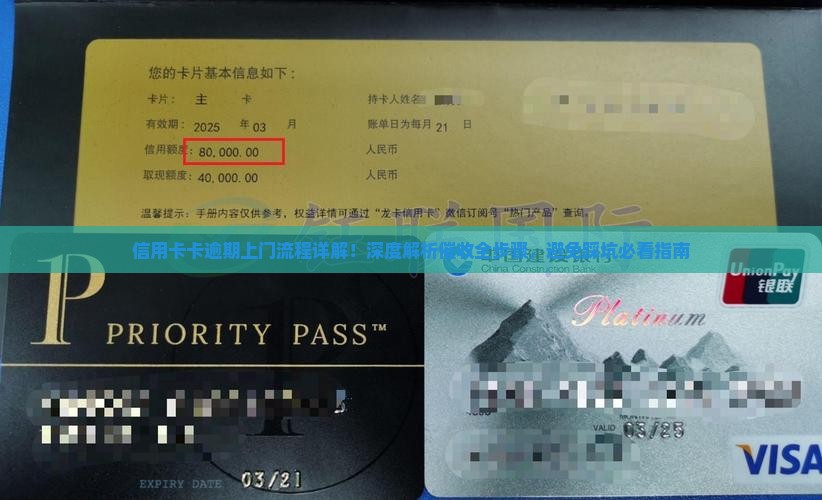 您的卡片基本信息如下：
卡片： 主 卡 持卡人姓名
有效期： 2025 年 03 月 账单日为每月 21 日
信用额度： 80,000.00 人民币
取现额度： 40,000.00 人民币
温馨提示：手册内容仅供参考，权益详情可通过“龙卡信用卡”微信订阅号“热门产品”查询。
信用卡卡逾期上门流程详解！深度解析催收全步骤，避免踩坑必看指南
中国建设银行
China Construction Bank
UnionPay
银联
P
PRIORITY PASS™
Platinum
VALID 03/25
VISA
EXPIRY DATE 03/21